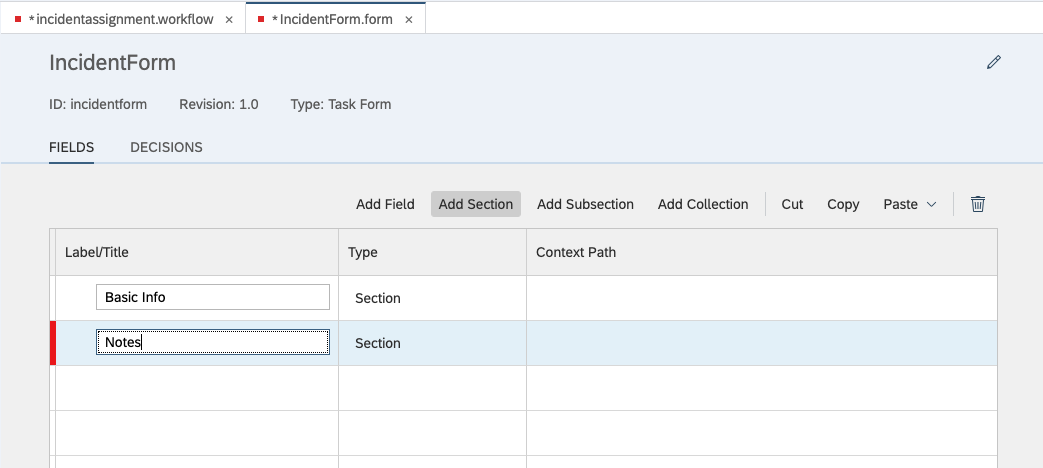 *incidentassignment.workflow × *IncidentForm.form ×
IncidentForm
ID: incidentform Revision: 1.0 Type: Task Form
FIELDS DECISIONS
Add Field Add Section Add Subsection Add Collection Cut Copy Paste
Label/Title Type Context Path
Basic Info Section
Notes Section